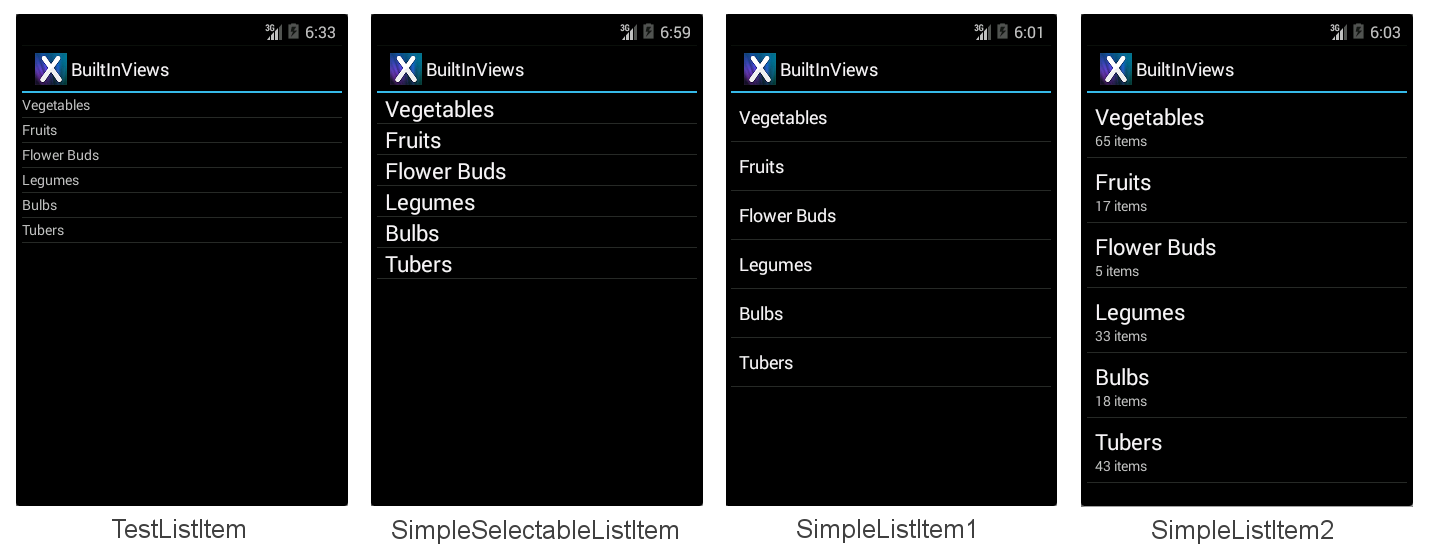 3G 6:33
BuiltInViews
Vegetables
Fruits
Flower Buds
Legumes
Bulbs
Tubers
TestListItem
3G 6:59
BuiltInViews
Vegetables
Fruits
Flower Buds
Legumes
Bulbs
Tubers
SimpleSelectableListItem
3G 6:01
BuiltInViews
Vegetables
Fruits
Flower Buds
Legumes
Bulbs
Tubers
SimpleListItem1
3G 6:03
BuiltInViews
Vegetables
65 items
Fruits
17 items
Flower Buds
5 items
Legumes
33 items
Bulbs
18 items
Tubers
43 items
SimpleListItem2